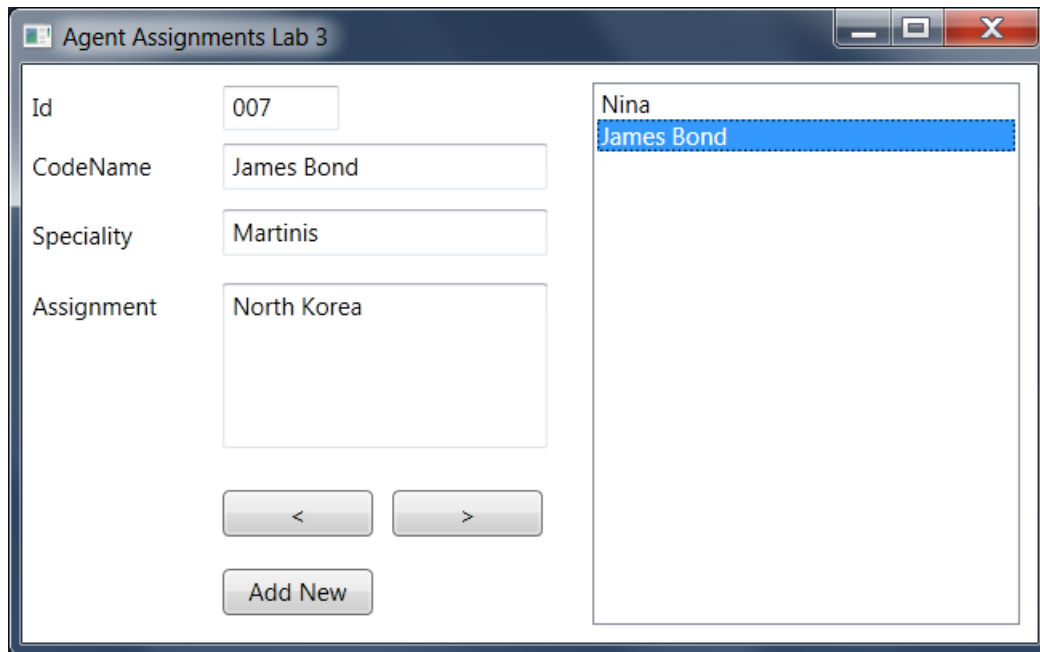 Agent Assignments Lab 3
Id
007
CodeName
James Bond
Speciality
Martinis
Assignment
North Korea
<
>
Add New
Nina
James Bond